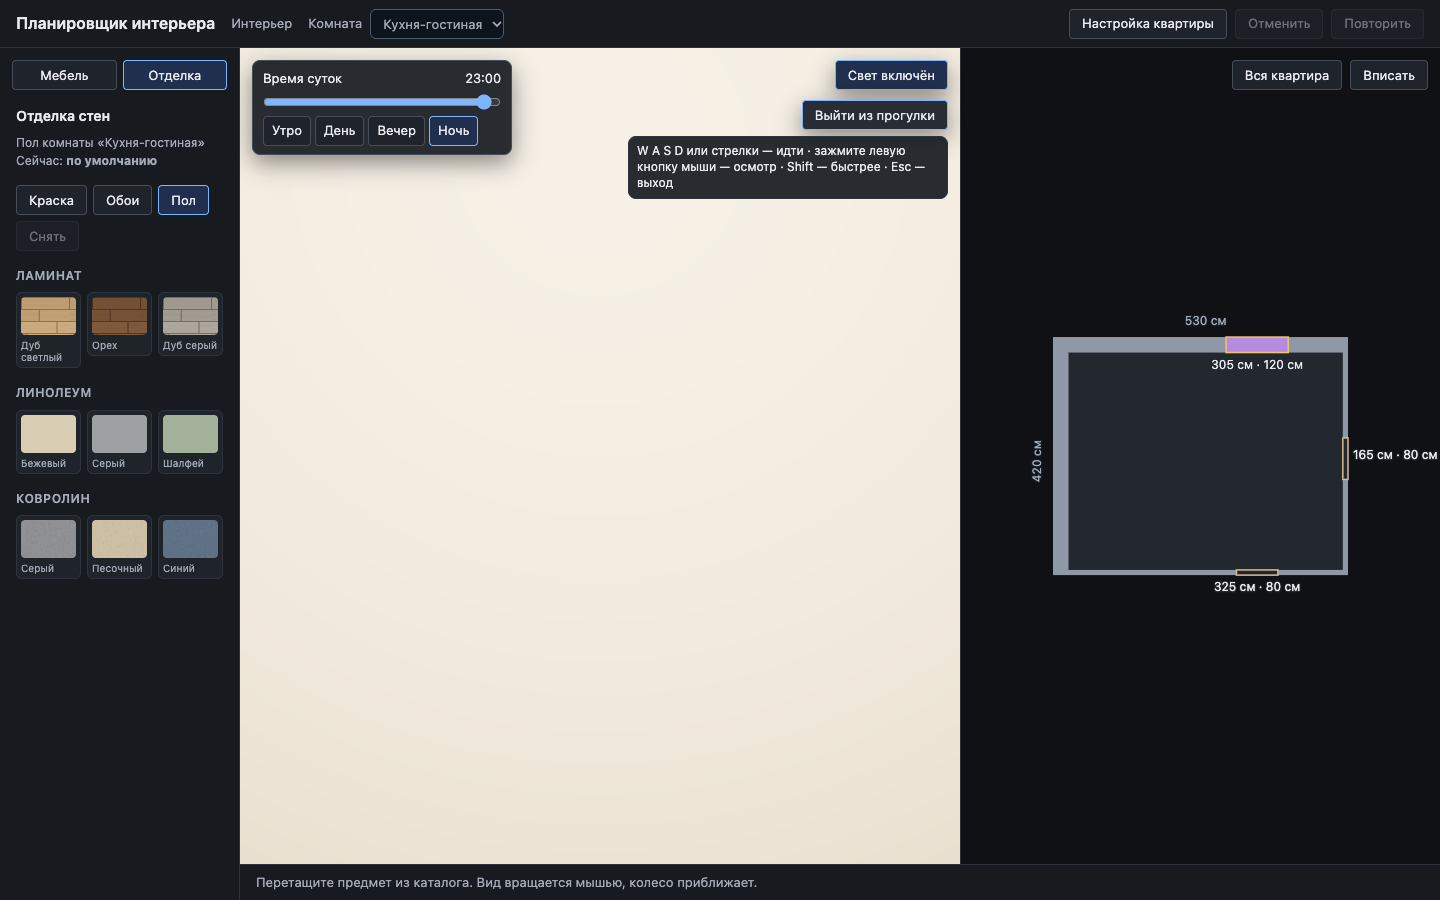 Планировщик интерьера
Интерьер
Комната
Кухня-гостиная
Настройка квартиры
Отменить
Повторить
Мебель
Отделка
Отделка стен
Пол комнаты «Кухня-гостиная»
Сейчас: по умолчанию
Краска
Обои
Пол
Снять
ЛАМИНАТ
Дуб
светлый
Орех
Дуб серый
ЛИНОЛЕУМ
Бежевый
Серый
Шалфей
КОВРОЛИН
Серый
Песочный
Синий
Время суток
23:00
Утро
День
Вечер
Ночь
Свет включён
Выйти из прогулки
W A S D или стрелки — идти · зажмите левую
кнопку мыши — осмотр · Shift — быстрее · Esc —
выход
Вся квартира
Вписать
530 см
305 см · 120 см
420 см
165 см · 80 см
325 см · 80 см
Перетащите предмет из каталога. Вид вращается мышью, колесо приближает.